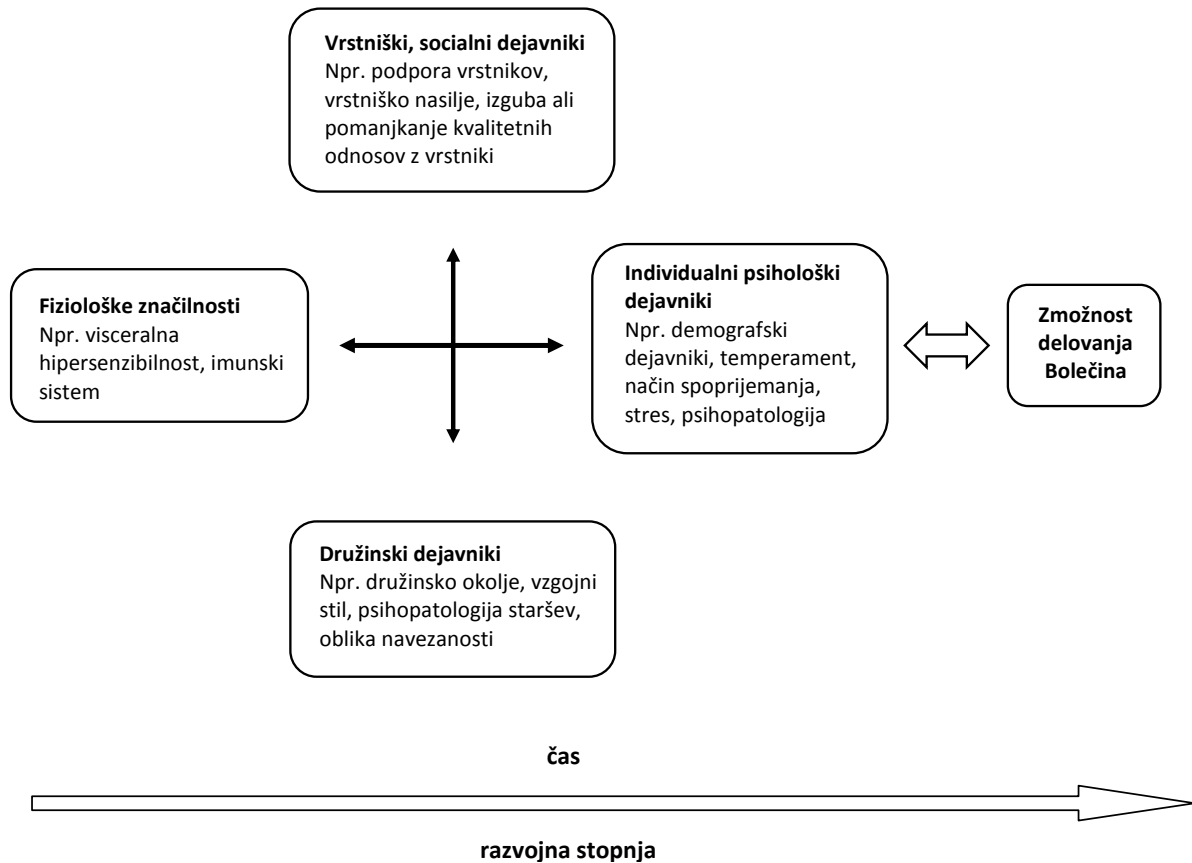 Vrstniški, socialni dejavniki
Npr. podpora vrstnikov,
vrstniško nasilje, izguba ali
pomanjkanje kvalitetnih
odnosov z vrstniki
Fiziološke značilnosti
Npr. visceralna
hipersenzibilnost, imunski
sistem
Individualni psihološki
dejavniki
Npr. demografski
dejavniki, temperament,
način spoprijemanja,
stres, psihopatologija
Zmožnost
delovanja
Bolečina
Družinski dejavniki
Npr. družinsko okolje, vzgojni
stil, psihopatologija staršev,
oblika navezanosti
čas
razvojna stopnja